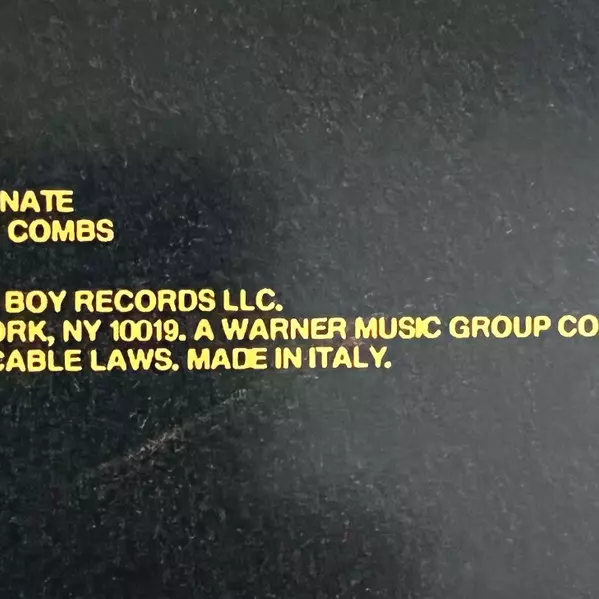 NATE
COMBS
BOY RECORDS LLC.
ORK, NY 10019. A WARNER MUSIC GROUP CO
CABLE LAWS. MADE IN ITALY.